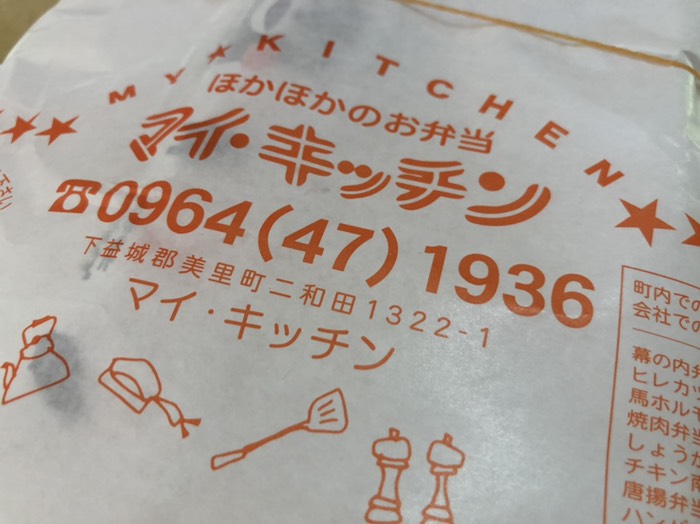 MY★KITCHEN
ほかほかのお弁当
マイ・キッチン
☎0964(47)1936
下益城郡美里町二和田1322-1
マイ・キッチン
町内での
会社での
幕の内弁
ヒレカツ
馬ホルモ
焼肉弁当
しょうが
チキン南
唐揚弁当
ハン